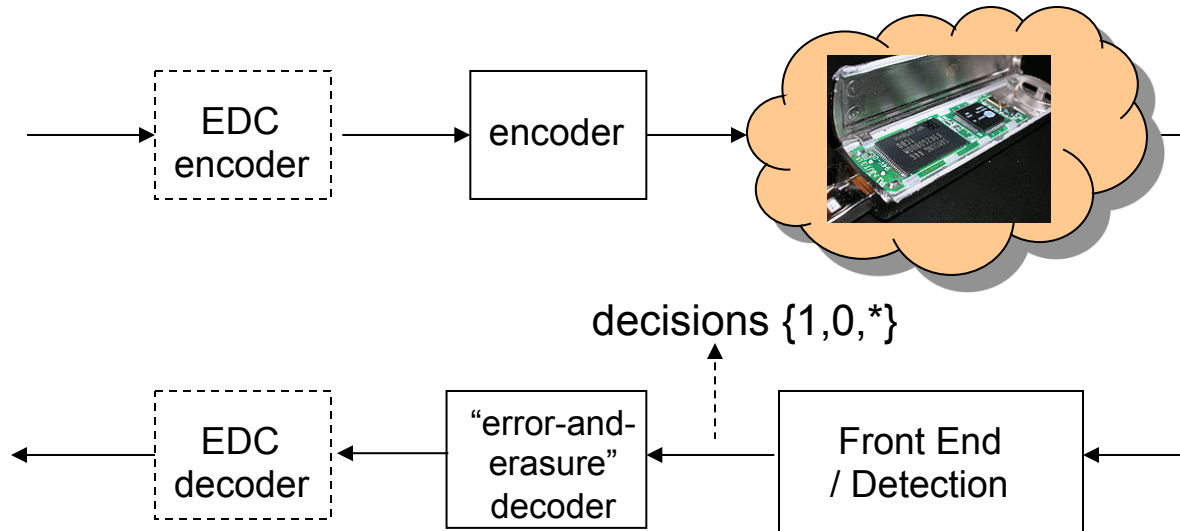 EDC
encoder
encoder
decisions {1,0,*}
EDC
decoder
“error-and-
erasure”
decoder
Front End
/ Detection